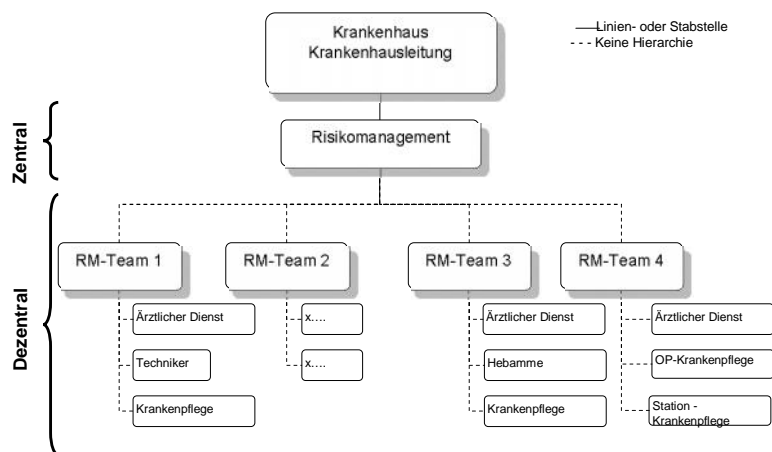 Krankenhaus
Krankenhausleitung
Linien- oder Stabstelle
Keine Hierarchie
Zentral
Risikomanagement
Dezentral
RM-Team 1
RM-Team 2
RM-Team 3
RM-Team 4
Ärztlicher Dienst
x....
Ärztlicher Dienst
Ärztlicher Dienst
Techniker
x....
Hebamme
OP-Krankenpflege
Krankenpflege
Krankenpflege
Station -
Krankenpflege